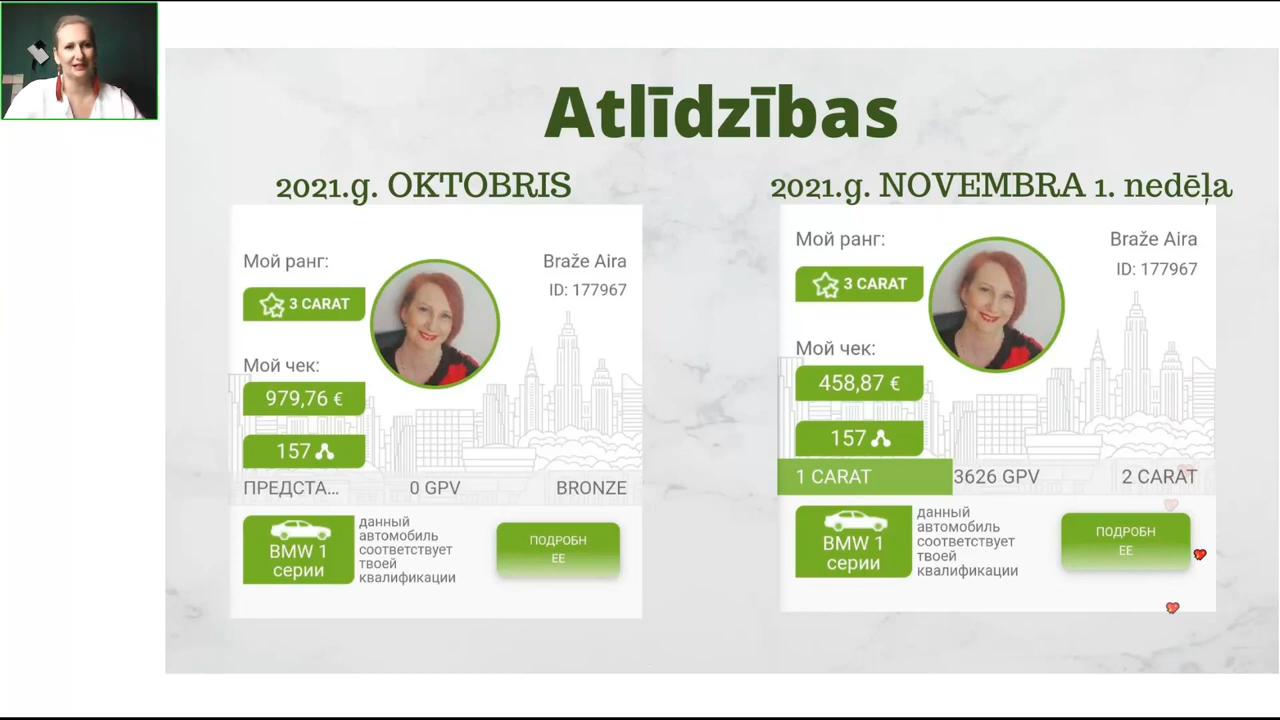 Atlīdzības
2021.g. OKTOBRIS
Мой ранг:
Braže Aira
3 CARAT
ID: 177967
Мой чек:
979,76 €
157
ПРЕДСТА...
0 GPV
BRONZE
BMW 1
серии
данный
автомобиль
соответствует
твоей
квалификации
ПОДРОБН
ЕЕ
2021.g. NOVEMBRA 1. nedēļa
Мой ранг:
Braže Aira
3 CARAT
ID: 177967
Мой чек:
458,87 €
157
1 CARAT
3626 GPV
2 CARAT
BMW 1
серии
данный
автомобиль
соответствует
твоей
квалификации
ПОДРОБН
ЕЕ